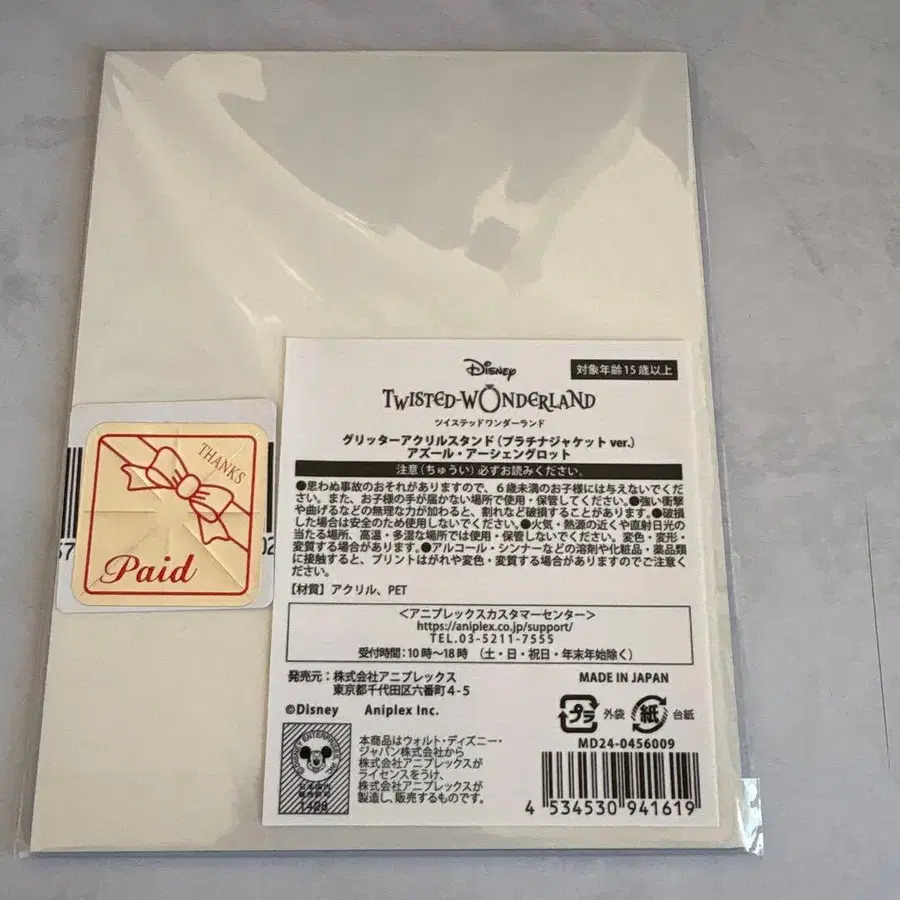 Disney
対象年齢15歳以上
TWISTED-WONDERLAND
ツイステッドワンダーランド
グリッターアクリルスタンド（プラチナジャケット ver.）
アズール・アーシェングロット
注意（ちゅうい）必ずお読みください。
●思わぬ事故のおそれがありますので、6歳未満のお子様には与えないでくだ
さい。また、お子様の手が届かない場所で使用・保管してください。●強い衝撃
や曲げるなどの無理な力が加わると、割れなど破損することがあります。●破損
した場合は安全のため使用しないでください。●火気・熱源の近くや直射日光の
当たる場所、高温・多湿な場所では使用・保管しないでください。変色・変形・
変質する場合があります。●アルコール・シンナーなどの溶剤や化粧品・薬品類
に接触すると、プリントはがれや変色・変質する場合がありますのでご注意く
ださい。
【材質】アクリル、PET
＜アニプレックスカスタマーセンター＞
https://aniplex.co.jp/support/
TEL.03-5211-7555
受付時間：10時～18時 （土・日・祝日・年末年始除く）
発売元：株式会社アニプレックス
東京都千代田区六番町4-5
MADE IN JAPAN
©Disney Aniplex Inc.
プラ 外袋 紙 台紙
MD24-0456009
本商品はウォルト・ディズニー・
ジャパン株式会社から
株式会社アニプレックスが
ライセンスをうけ、
株式会社アニプレックスが
製造し、販売するものです。
1428
4 534530 941619
THANKS
Paid